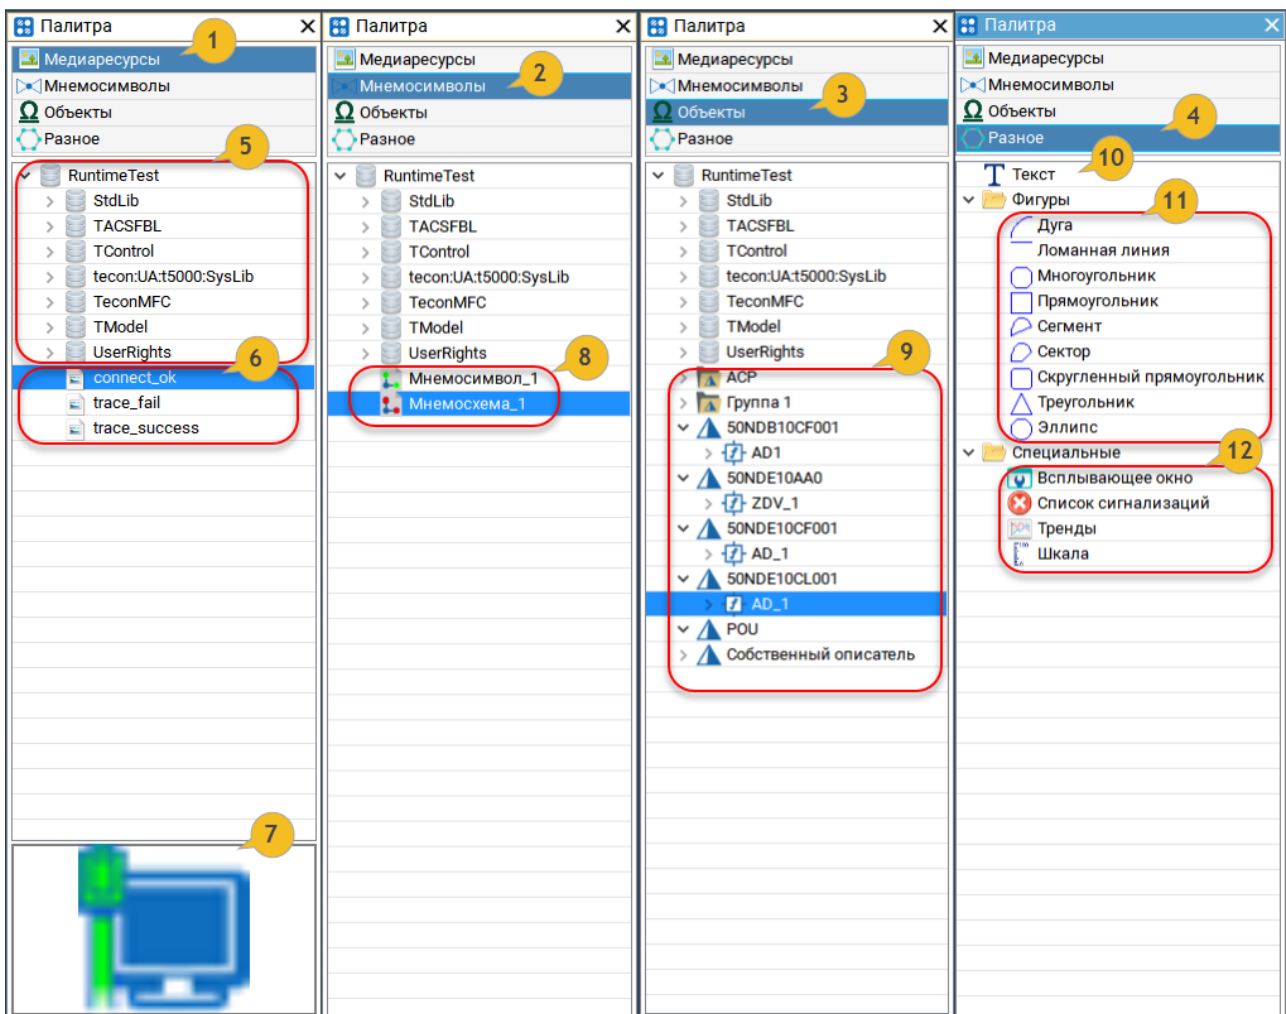 Палитра
1
Медиаресурсы
Мнемосимволы
Объекты
Разное
5
RuntimeTest
StdLib
TACSFBL
TControl
tecon:UA:t5000:SysLib
TeconMFC
TModel
UserRights
6
connect_ok
trace_fail
trace_success
7
Палитра
Медиаресурсы
2
Мнемосимволы
Объекты
Разное
RuntimeTest
StdLib
TACSFBL
TControl
tecon:UA:t5000:SysLib
TeconMFC
TModel
UserRights
8
Мнемосимвол_1
Мнемосхема_1
Палитра
Медиаресурсы
Мнемосимволы
3
Объекты
Разное
RuntimeTest
StdLib
TACSFBL
TControl
tecon:UA:t5000:SysLib
TeconMFC
TModel
UserRights
9
АСР
Группа 1
50NDB10CF001
AD1
50NDE10AA0
ZDV_1
50NDE10CF001
AD_1
50NDE10CL001
AD_1
POU
Собственный описатель
Палитра
Медиаресурсы
Мнемосимволы
Объекты
4
Разное
10
Текст
Фигуры
11
Дуга
Ломанная линия
Многоугольник
Прямоугольник
Сегмент
Сектор
Скругленный прямоугольник
Треугольник
Эллипс
Специальные
12
Всплывающее окно
Список сигнализаций
Тренды
Шкала